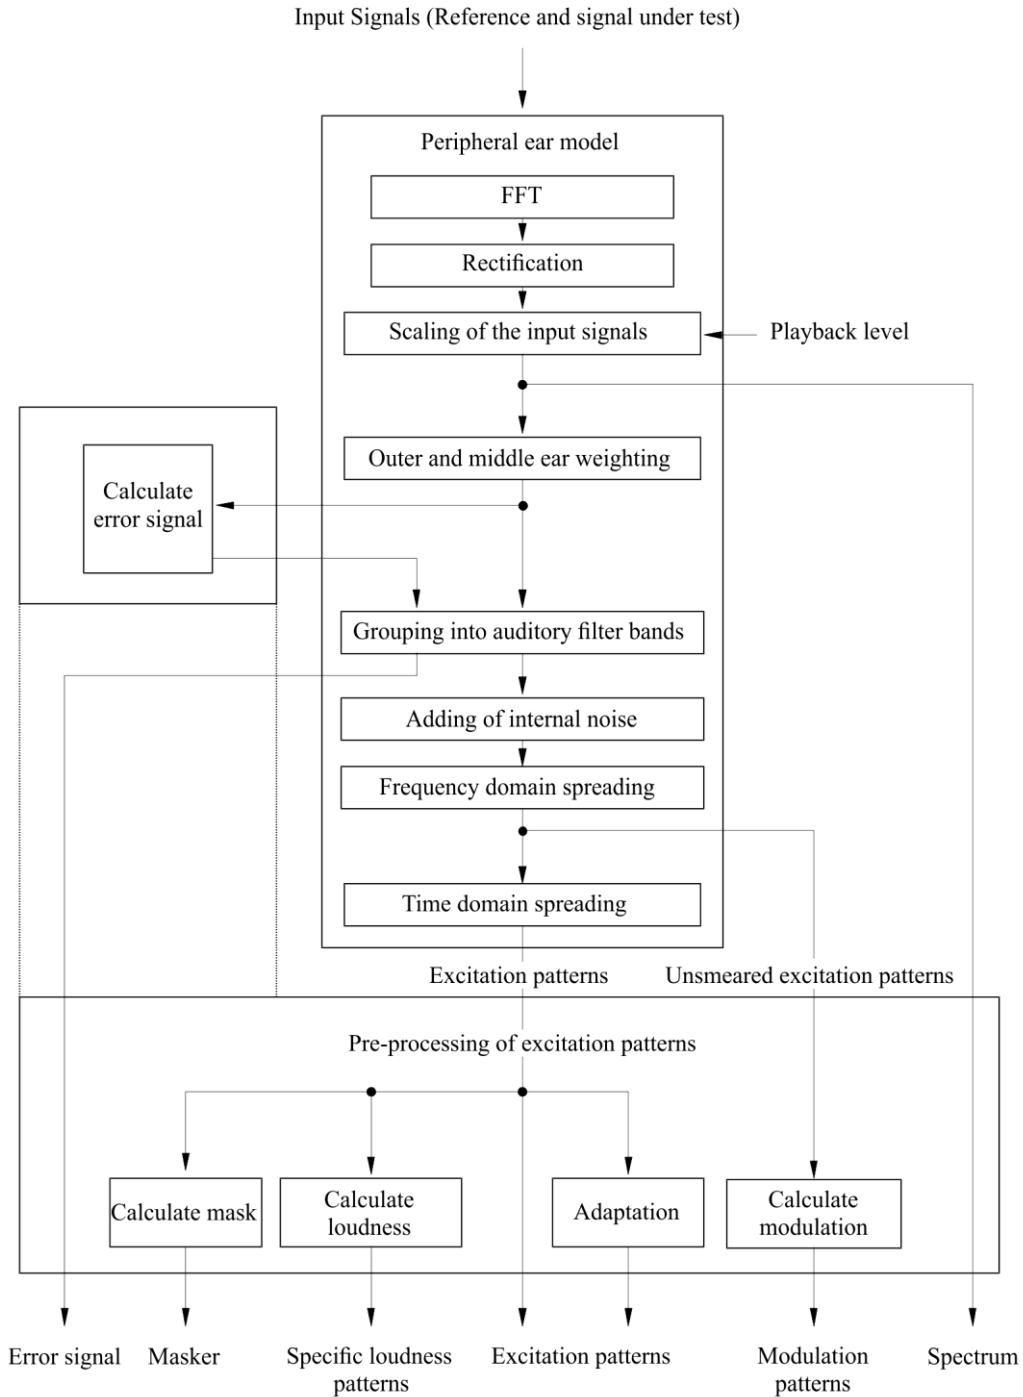 Input Signals (Reference and signal under test)
Peripheral ear model
FFT
Rectification
Scaling of the input signals
Playback level
Outer and middle ear weighting
Calculate
error signal
Grouping into auditory filter bands
Adding of internal noise
Frequency domain spreading
Time domain spreading
Excitation patterns
Unsmeared excitation patterns
Pre-processing of excitation patterns
Calculate mask
Calculate
loudness
Adaptation
Calculate
modulation
Error signal
Masker
Specific loudness
patterns
Excitation patterns
Modulation
patterns
Spectrum